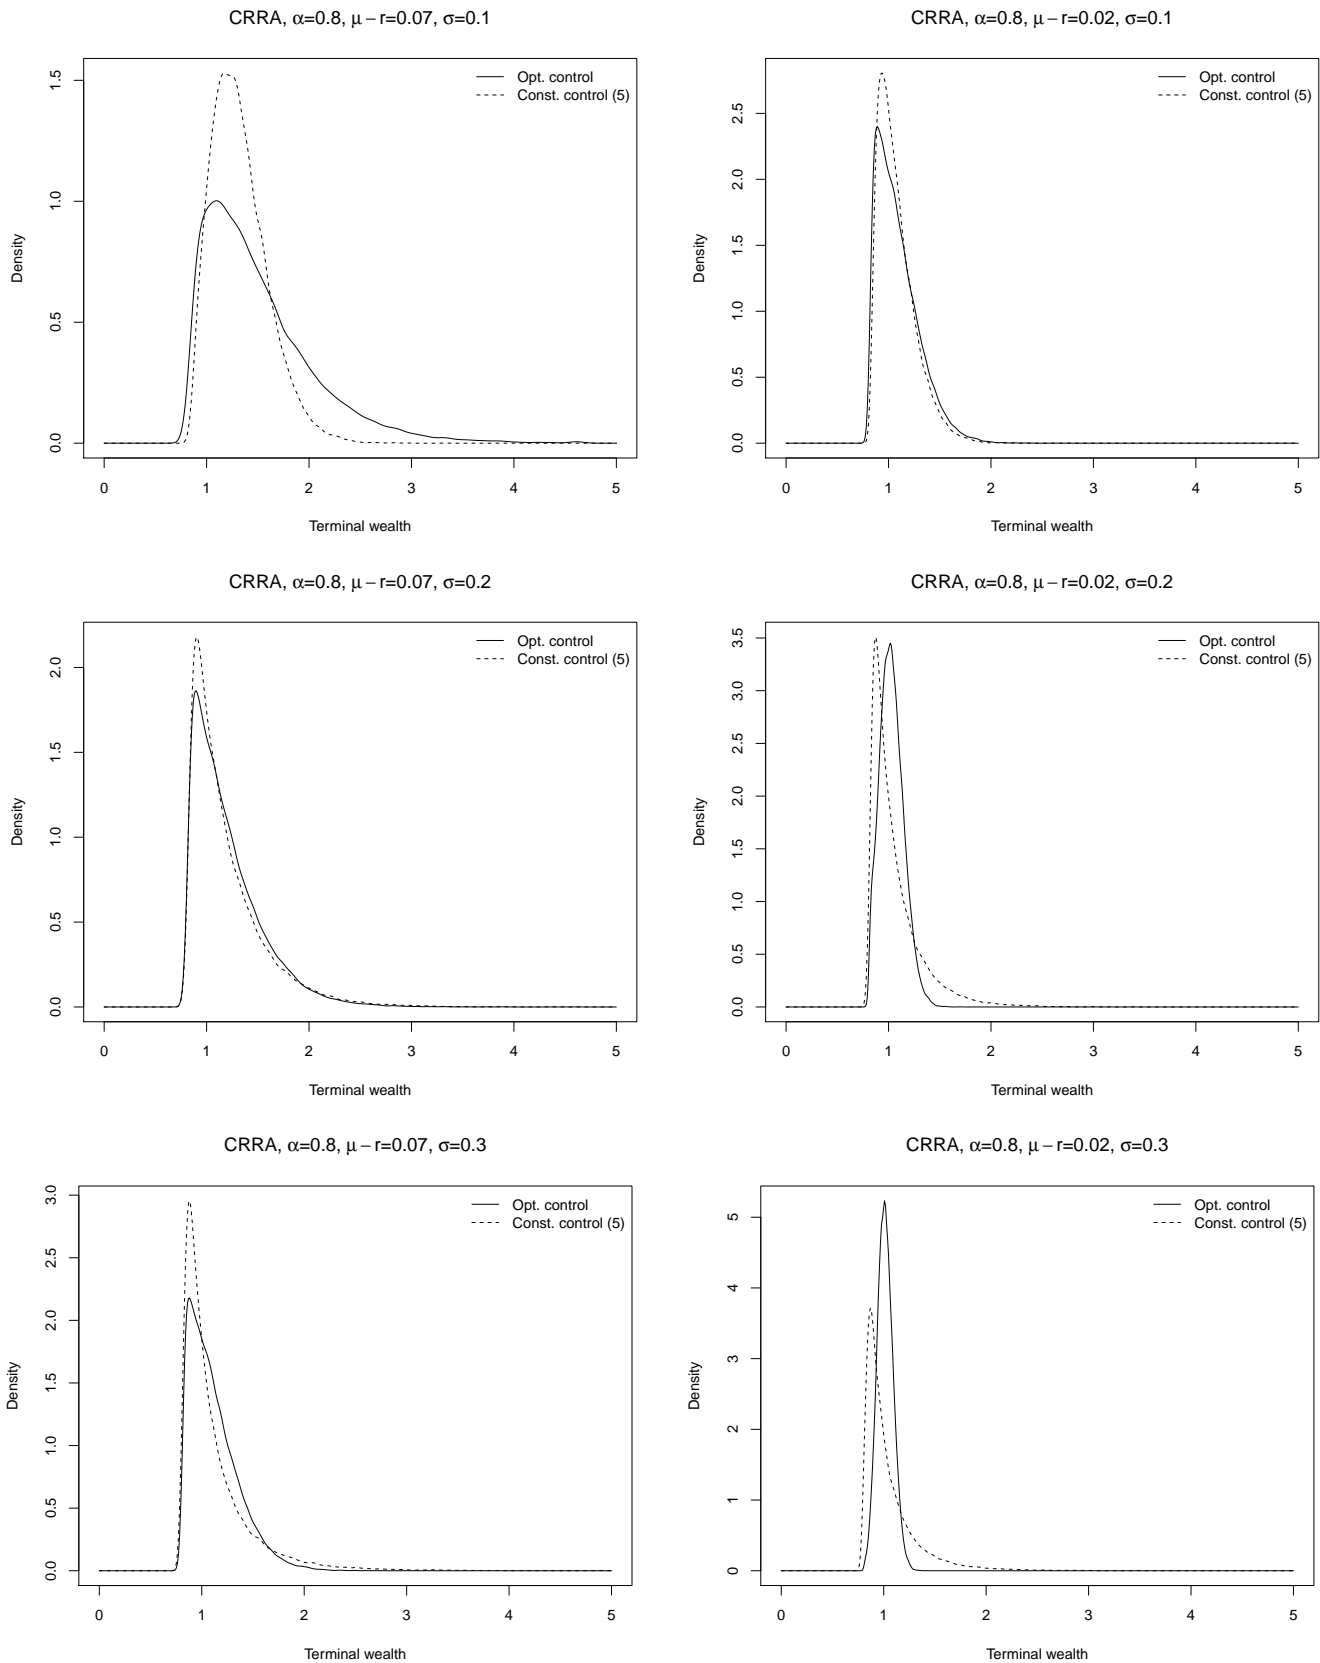 CRRA, α=0.8, μ − r=0.07, σ=0.1
Opt. control
Const. control (5)
Density
0.0 0.5 1.0 1.5
0 1 2 3 4 5
Terminal wealth
CRRA, α=0.8, μ − r=0.02, σ=0.1
Opt. control
Const. control (5)
Density
0.0 0.5 1.0 1.5 2.0 2.5
0 1 2 3 4 5
Terminal wealth
CRRA, α=0.8, μ − r=0.07, σ=0.2
Opt. control
Const. control (5)
Density
0.0 0.5 1.0 1.5 2.0
0 1 2 3 4 5
Terminal wealth
CRRA, α=0.8, μ − r=0.02, σ=0.2
Opt. control
Const. control (5)
Density
0.0 0.5 1.0 1.5 2.0 2.5 3.0 3.5
0 1 2 3 4 5
Terminal wealth
CRRA, α=0.8, μ − r=0.07, σ=0.3
Opt. control
Const. control (5)
Density
0.0 0.5 1.0 1.5 2.0 2.5 3.0
0 1 2 3 4 5
Terminal wealth
CRRA, α=0.8, μ − r=0.02, σ=0.3
Opt. control
Const. control (5)
Density
0 1 2 3 4 5
0 1 2 3 4 5
Terminal wealth